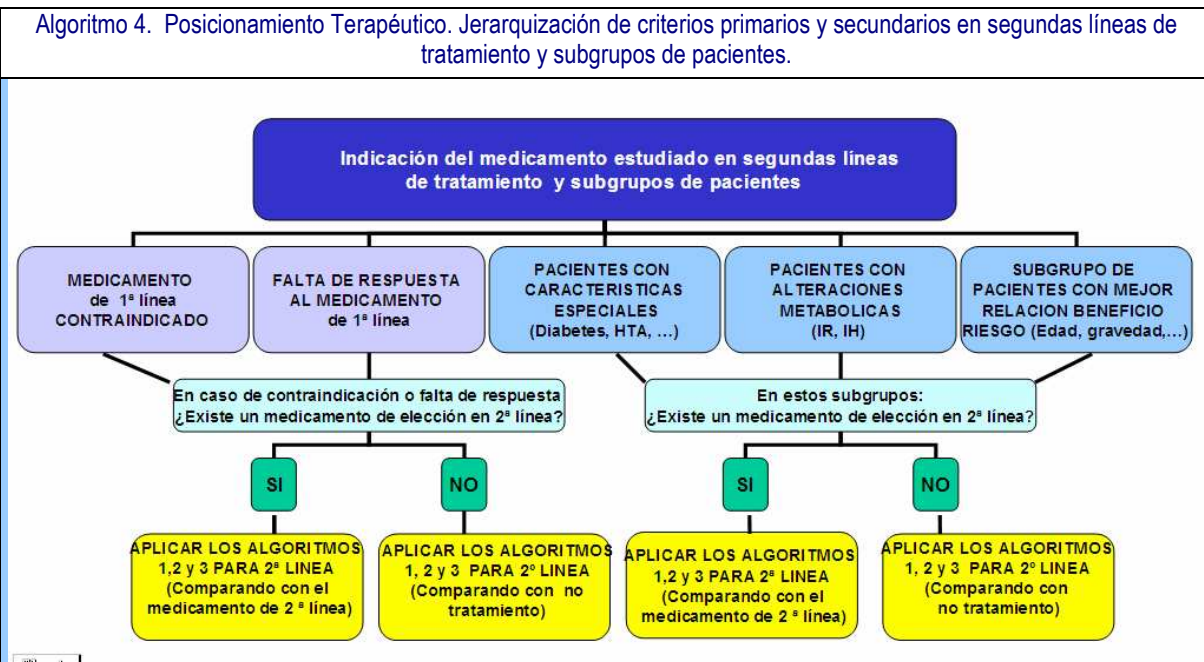 Algoritmo 4. Posicionamiento Terapéutico. Jerarquización de criterios primarios y secundarios en segundas líneas de
tratamiento y subgrupos de pacientes.
Indicación del medicamento estudiado en segundas lineas
de tratamiento y subgrupos de pacientes
MEDICAMENTO
de 1ª línea
CONTRAINDICADO
FALTA DE RESPUESTA
AL MEDICAMENTO
de 1ª línea
PACIENTES CON
CARACTERISTICAS
ESPECIALES
(Diabetes, HTA, ...)
PACIENTES CON
ALTERACIONES
METABOLICAS
(IR, IH)
SUBGRUPO DE
PACIENTES CON MEJOR
RELACION BENEFICIO
RIESGO (Edad, gravedad,...)
En caso de contraindicación o falta de respuesta
¿Existe un medicamento de elección en 2ª línea?
En estos subgrupos:
¿Existe un medicamento de elección en 2ª línea?
SI
NO
SI
NO
APLICAR LOS ALGORITMOS
1,2 y 3 PARA 2ª LINEA
(Comparando con el
medicamento de 2 ª línea)
APLICAR LOS ALGORITMOS
1, 2 y 3 PARA 2º LINEA
(Comparando con no
tratamiento)
APLICAR LOS ALGORITMOS
1,2 y 3 PARA 2ª LINEA
(Comparando con el
medicamento de 2 ª línea)
APLICAR LOS ALGORITMOS
1, 2 y 3 PARA 2º LINEA
(Comparando con
no tratamiento)